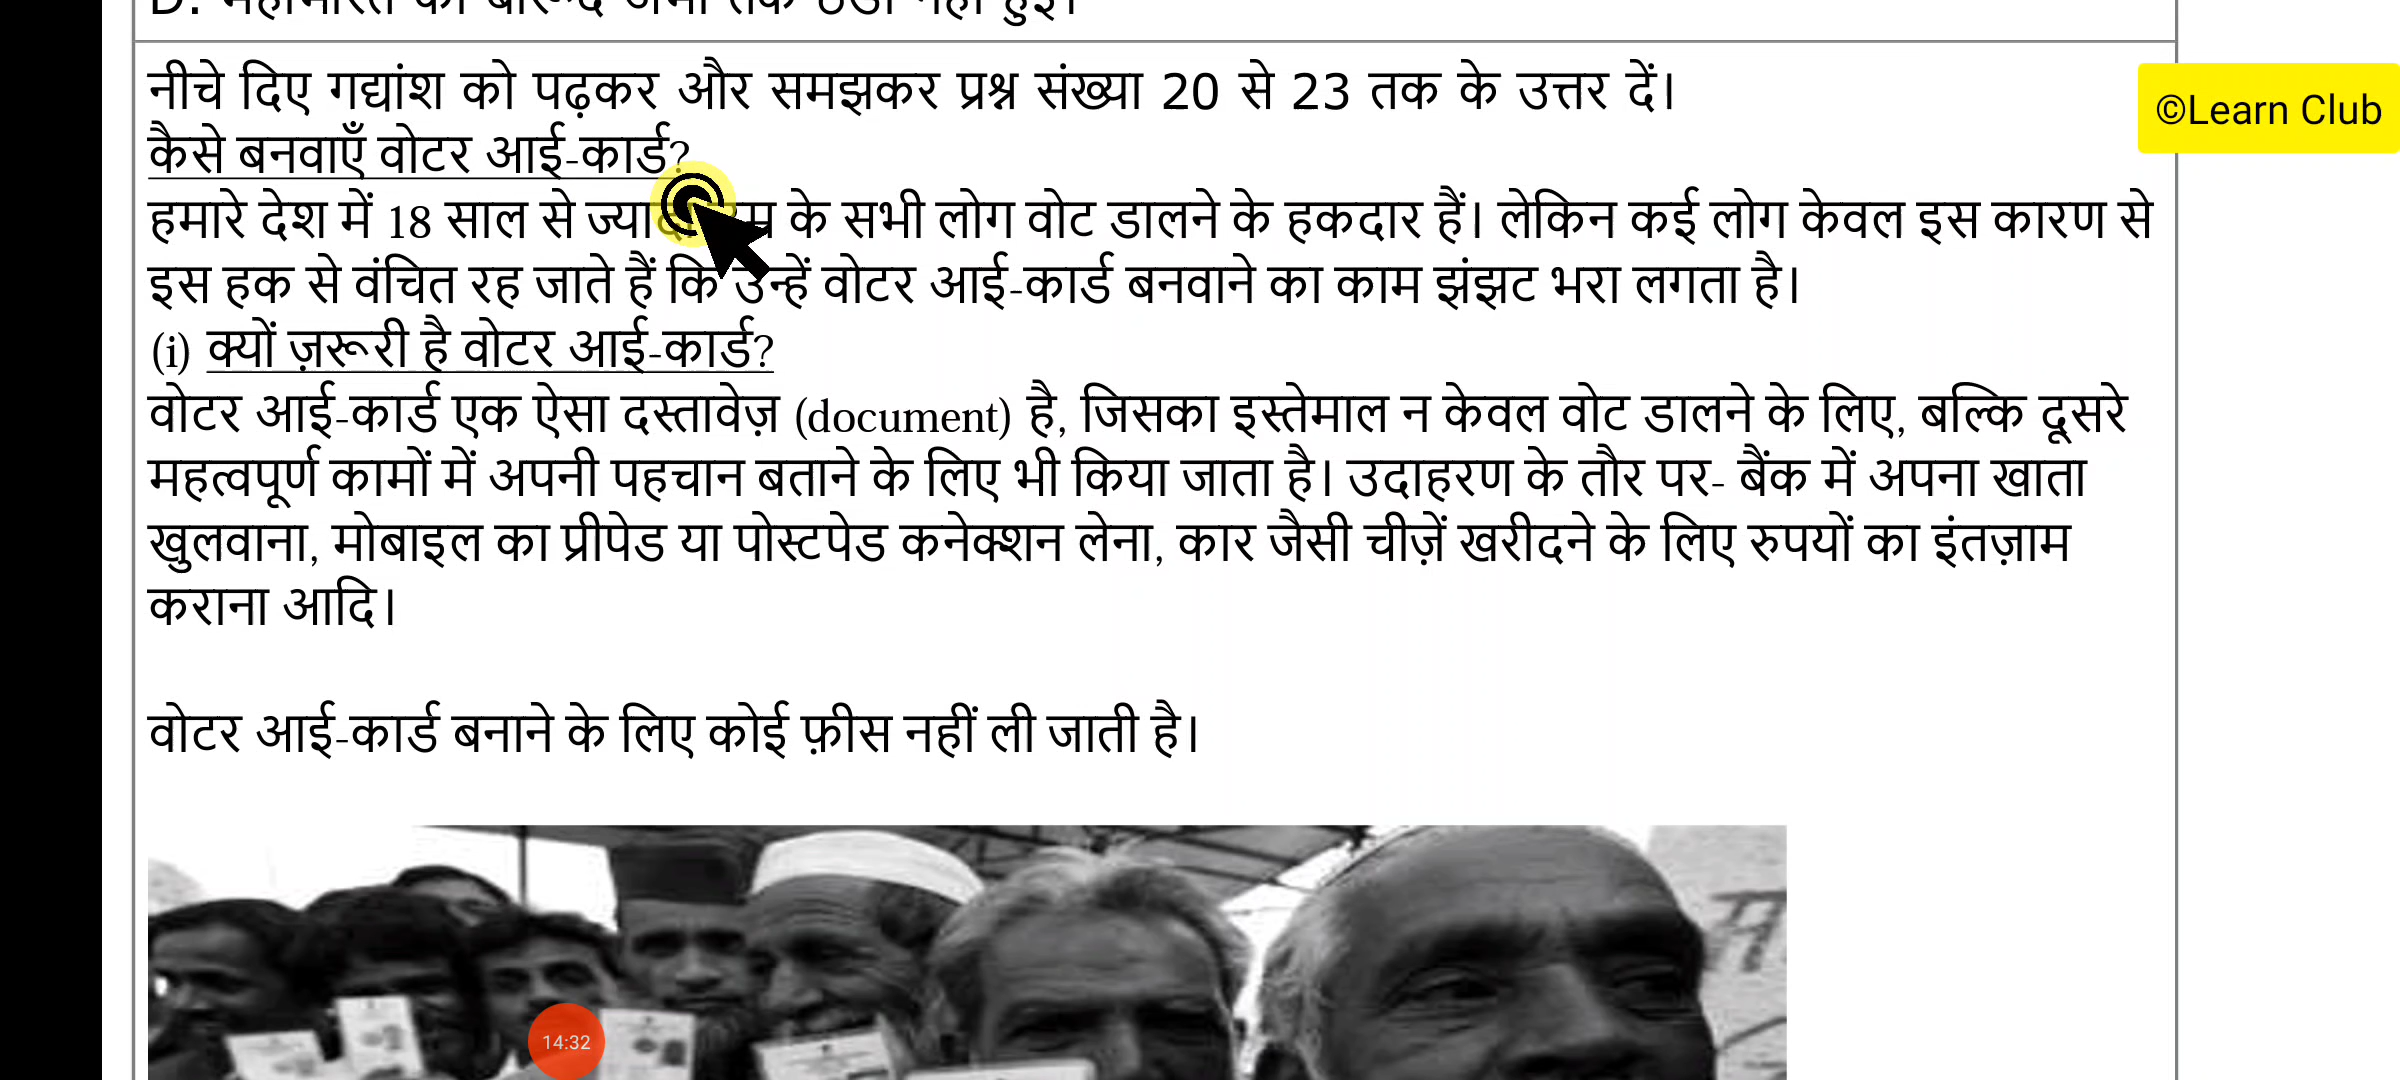 नीचे दिए गद्यांश को पढ़कर और समझकर प्रश्न संख्या 20 से 23 तक के उत्तर दें।
©Learn Club
कैसे बनवाएँ वोटर आई-कार्ड?
हमारे देश में 18 साल से के सभी लोग वोट डालने के हकदार हैं। लेकिन कई लोग केवल इस कारण से
इस हक से वंचित रह जाते हैं कि उन्हें वोटर आई-कार्ड बनवाने का काम झंझट भरा लगता है।
(i) क्यों ज़रूरी है वोटर आई-कार्ड?
वोटर आई-कार्ड एक ऐसा दस्तावेज़ (document) है, जिसका इस्तेमाल न केवल वोट डालने के लिए, बल्कि दूसरे
महत्वपूर्ण कामों में अपनी पहचान बताने के लिए भी किया जाता है। उदाहरण के तौर पर- बैंक में अपना खाता
खुलवाना, मोबाइल का प्रीपेड या पोस्टपेड कनेक्शन लेना, कार जैसी चीज़ें खरीदने के लिए रुपयों का इंतज़ाम
कराना आदि।
वोटर आई-कार्ड बनाने के लिए कोई फ़ीस नहीं ली जाती है।
14:32